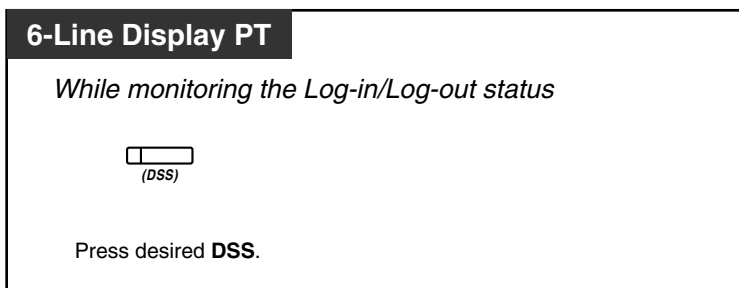 6-Line Display PT
While monitoring the Log-in/Log-out status
(DSS)
Press desired DSS.